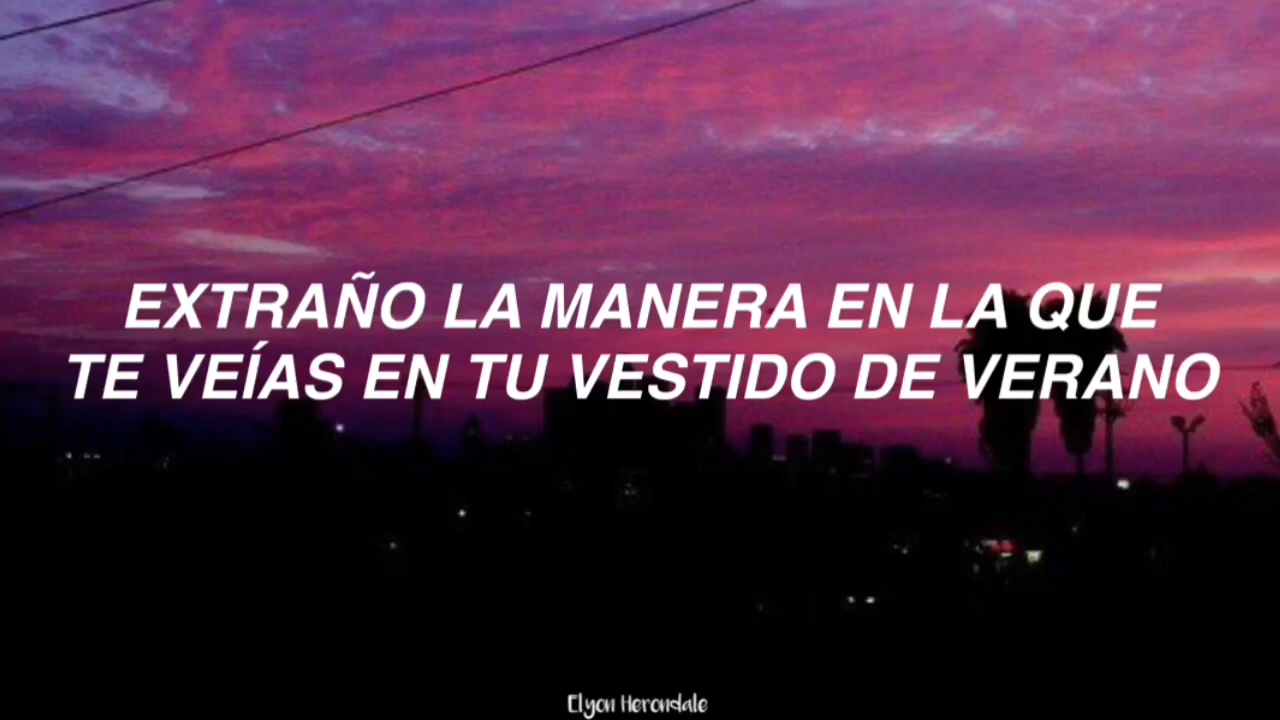 EXTRAÑO LA MANERA EN LA QUE
TE VEÍAS EN TU VESTIDO DE VERANO
Elyon Herondale